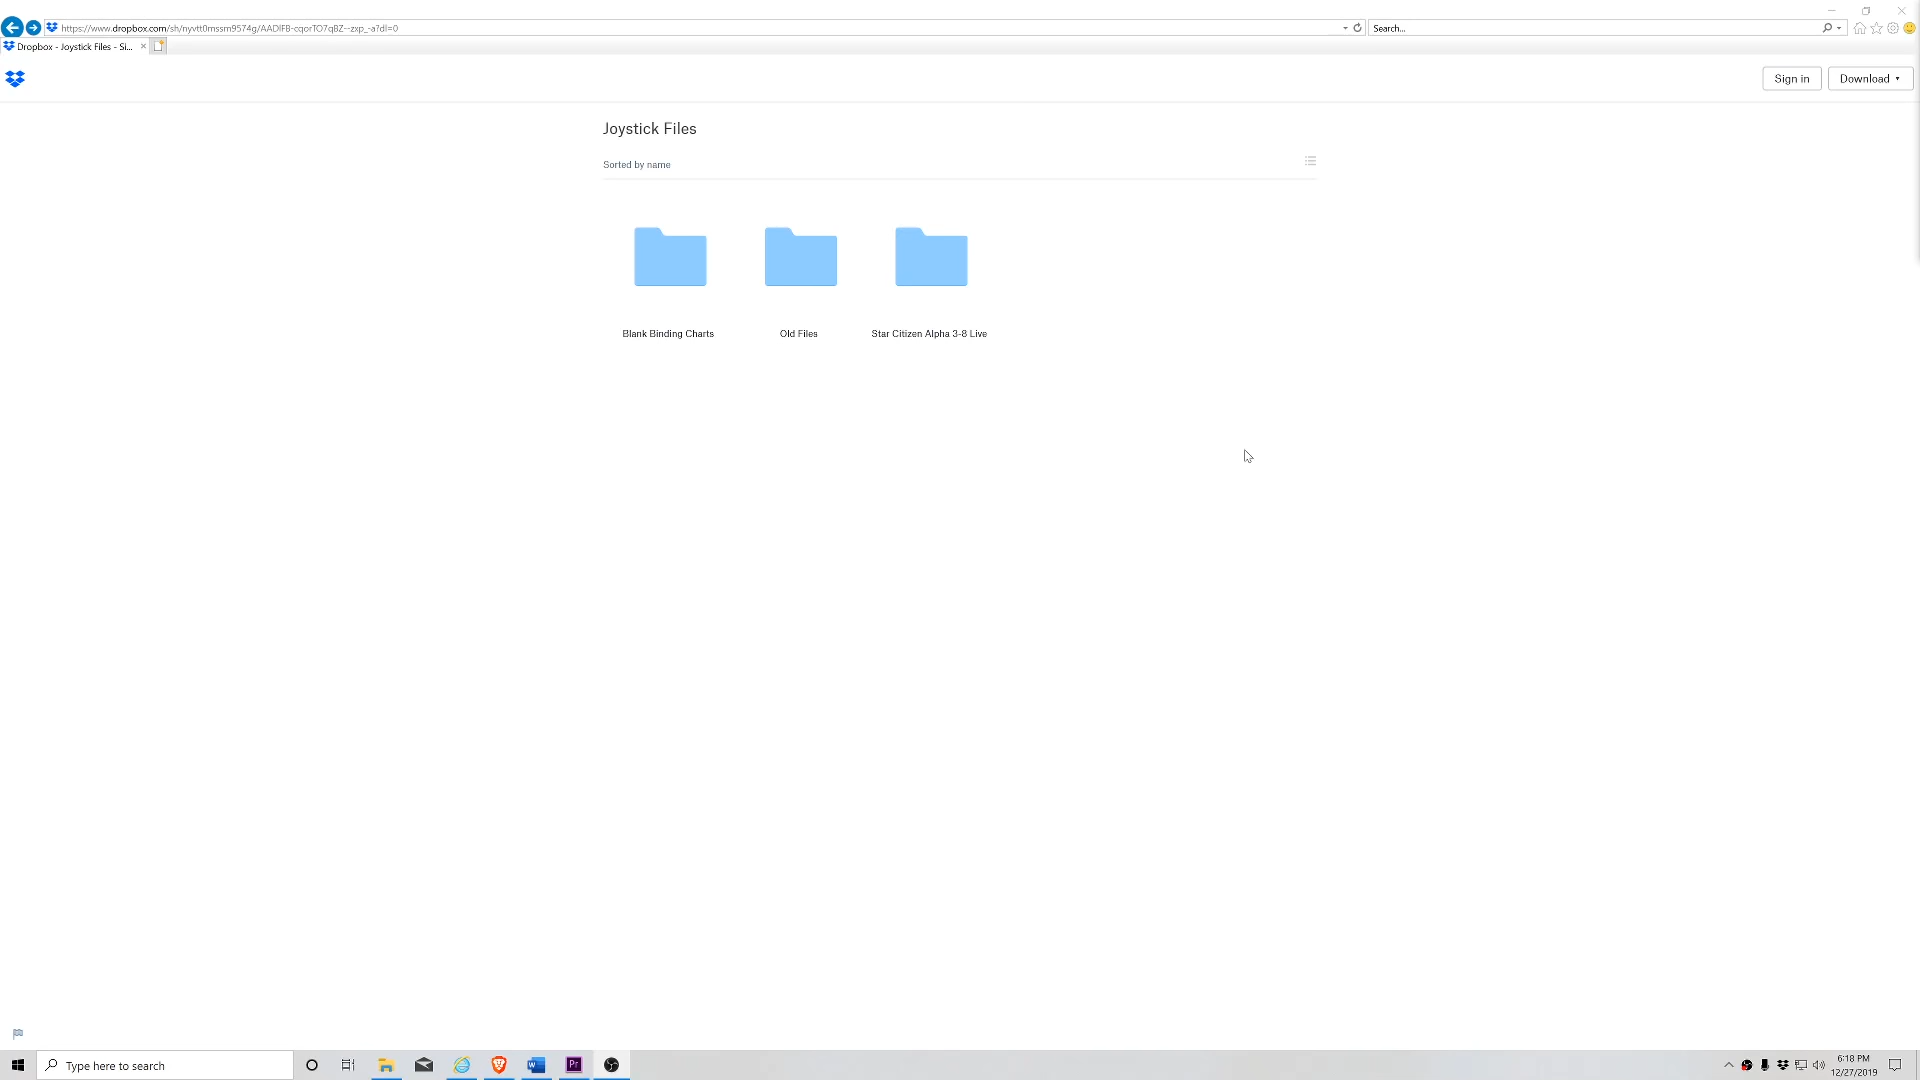 https://www.dropbox.com/sh/nyvtt0mssm9574g/AADlFB-cqorTO7qBZ--zxp_-a?dl=0
Search...
Dropbox - Joystick Files - Si...
Sign in
Download
Joystick Files
Sorted by name
Blank Binding Charts
Old Files
Star Citizen Alpha 3-8 Live
Type here to search
Pr
6:18 PM
12/27/2019